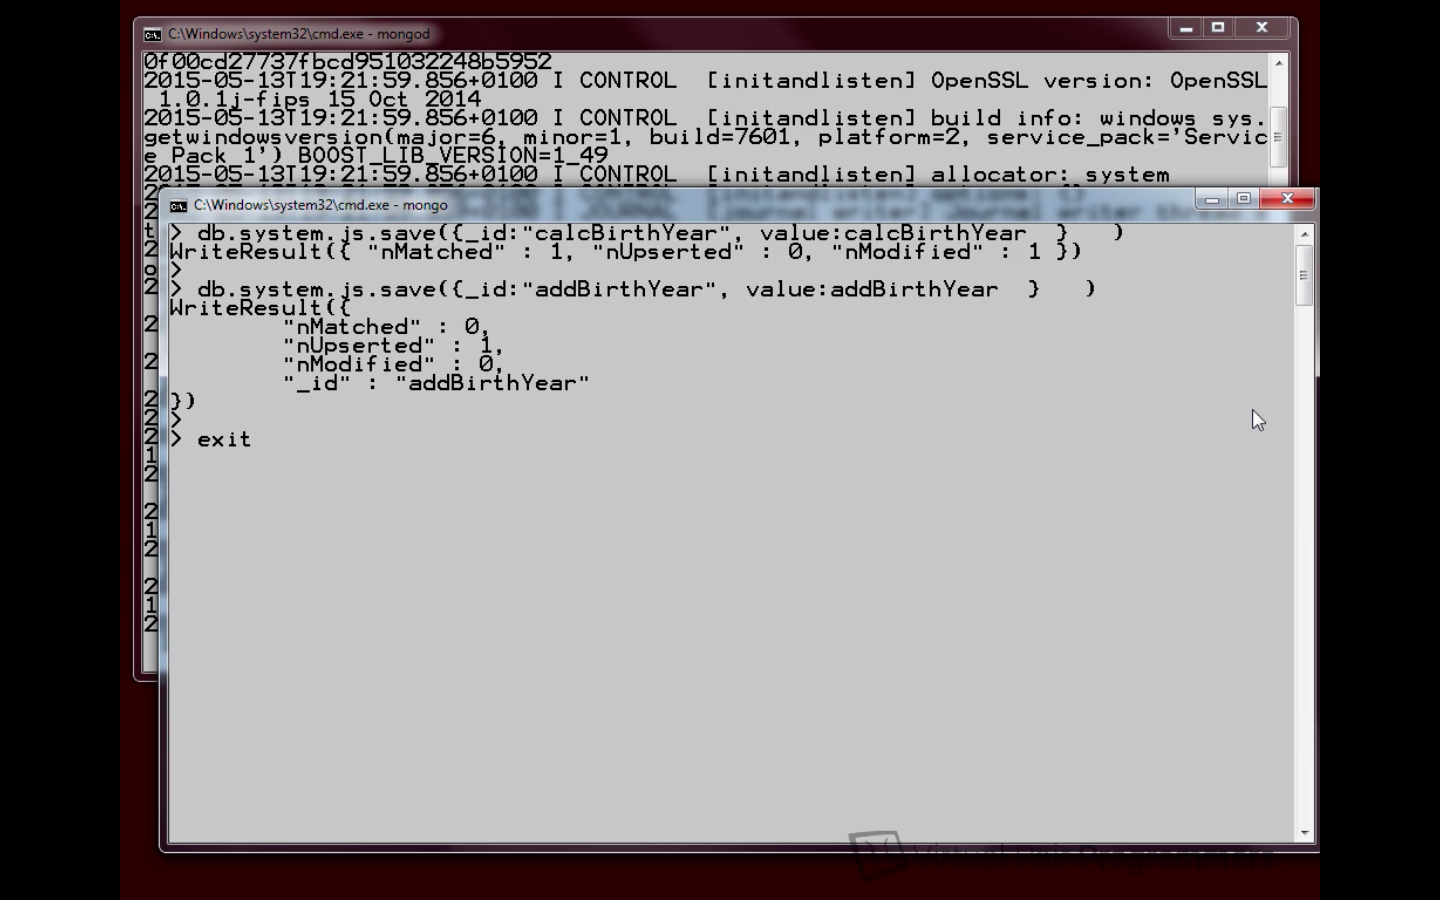 C:\Windows\system32\cmd.exe - mongod
0f00cd27737fbcd951032248b5952
2015-05-13T19:21:59.856+0100 I CONTROL  [initandlisten] OpenSSL version: OpenSSL
 1.0.1j-fips 15 Oct 2014
2015-05-13T19:21:59.856+0100 I CONTROL  [initandlisten] build info: windows sys.
getwindowsversion(major=6, minor=1, build=7601, platform=2, service_pack='Servic
e Pack 1') BOOST_LIB_VERSION=1_49
2015-05-13T19:21:59.856+0100 I CONTROL  [initandlisten] allocator: system
C:\Windows\system32\cmd.exe - mongo
> db.system.js.save({_id:"calcBirthYear", value:calcBirthYear  }   )
WriteResult({ "nMatched" : 1, "nUpserted" : 0, "nModified" : 1 })
>
> db.system.js.save({_id:"addBirthYear", value:addBirthYear  }   )
WriteResult({
        "nMatched" : 0,
        "nUpserted" : 1,
        "nModified" : 0,
        "_id" : "addBirthYear"
})
>
> exit
Virtual Pair Programmers